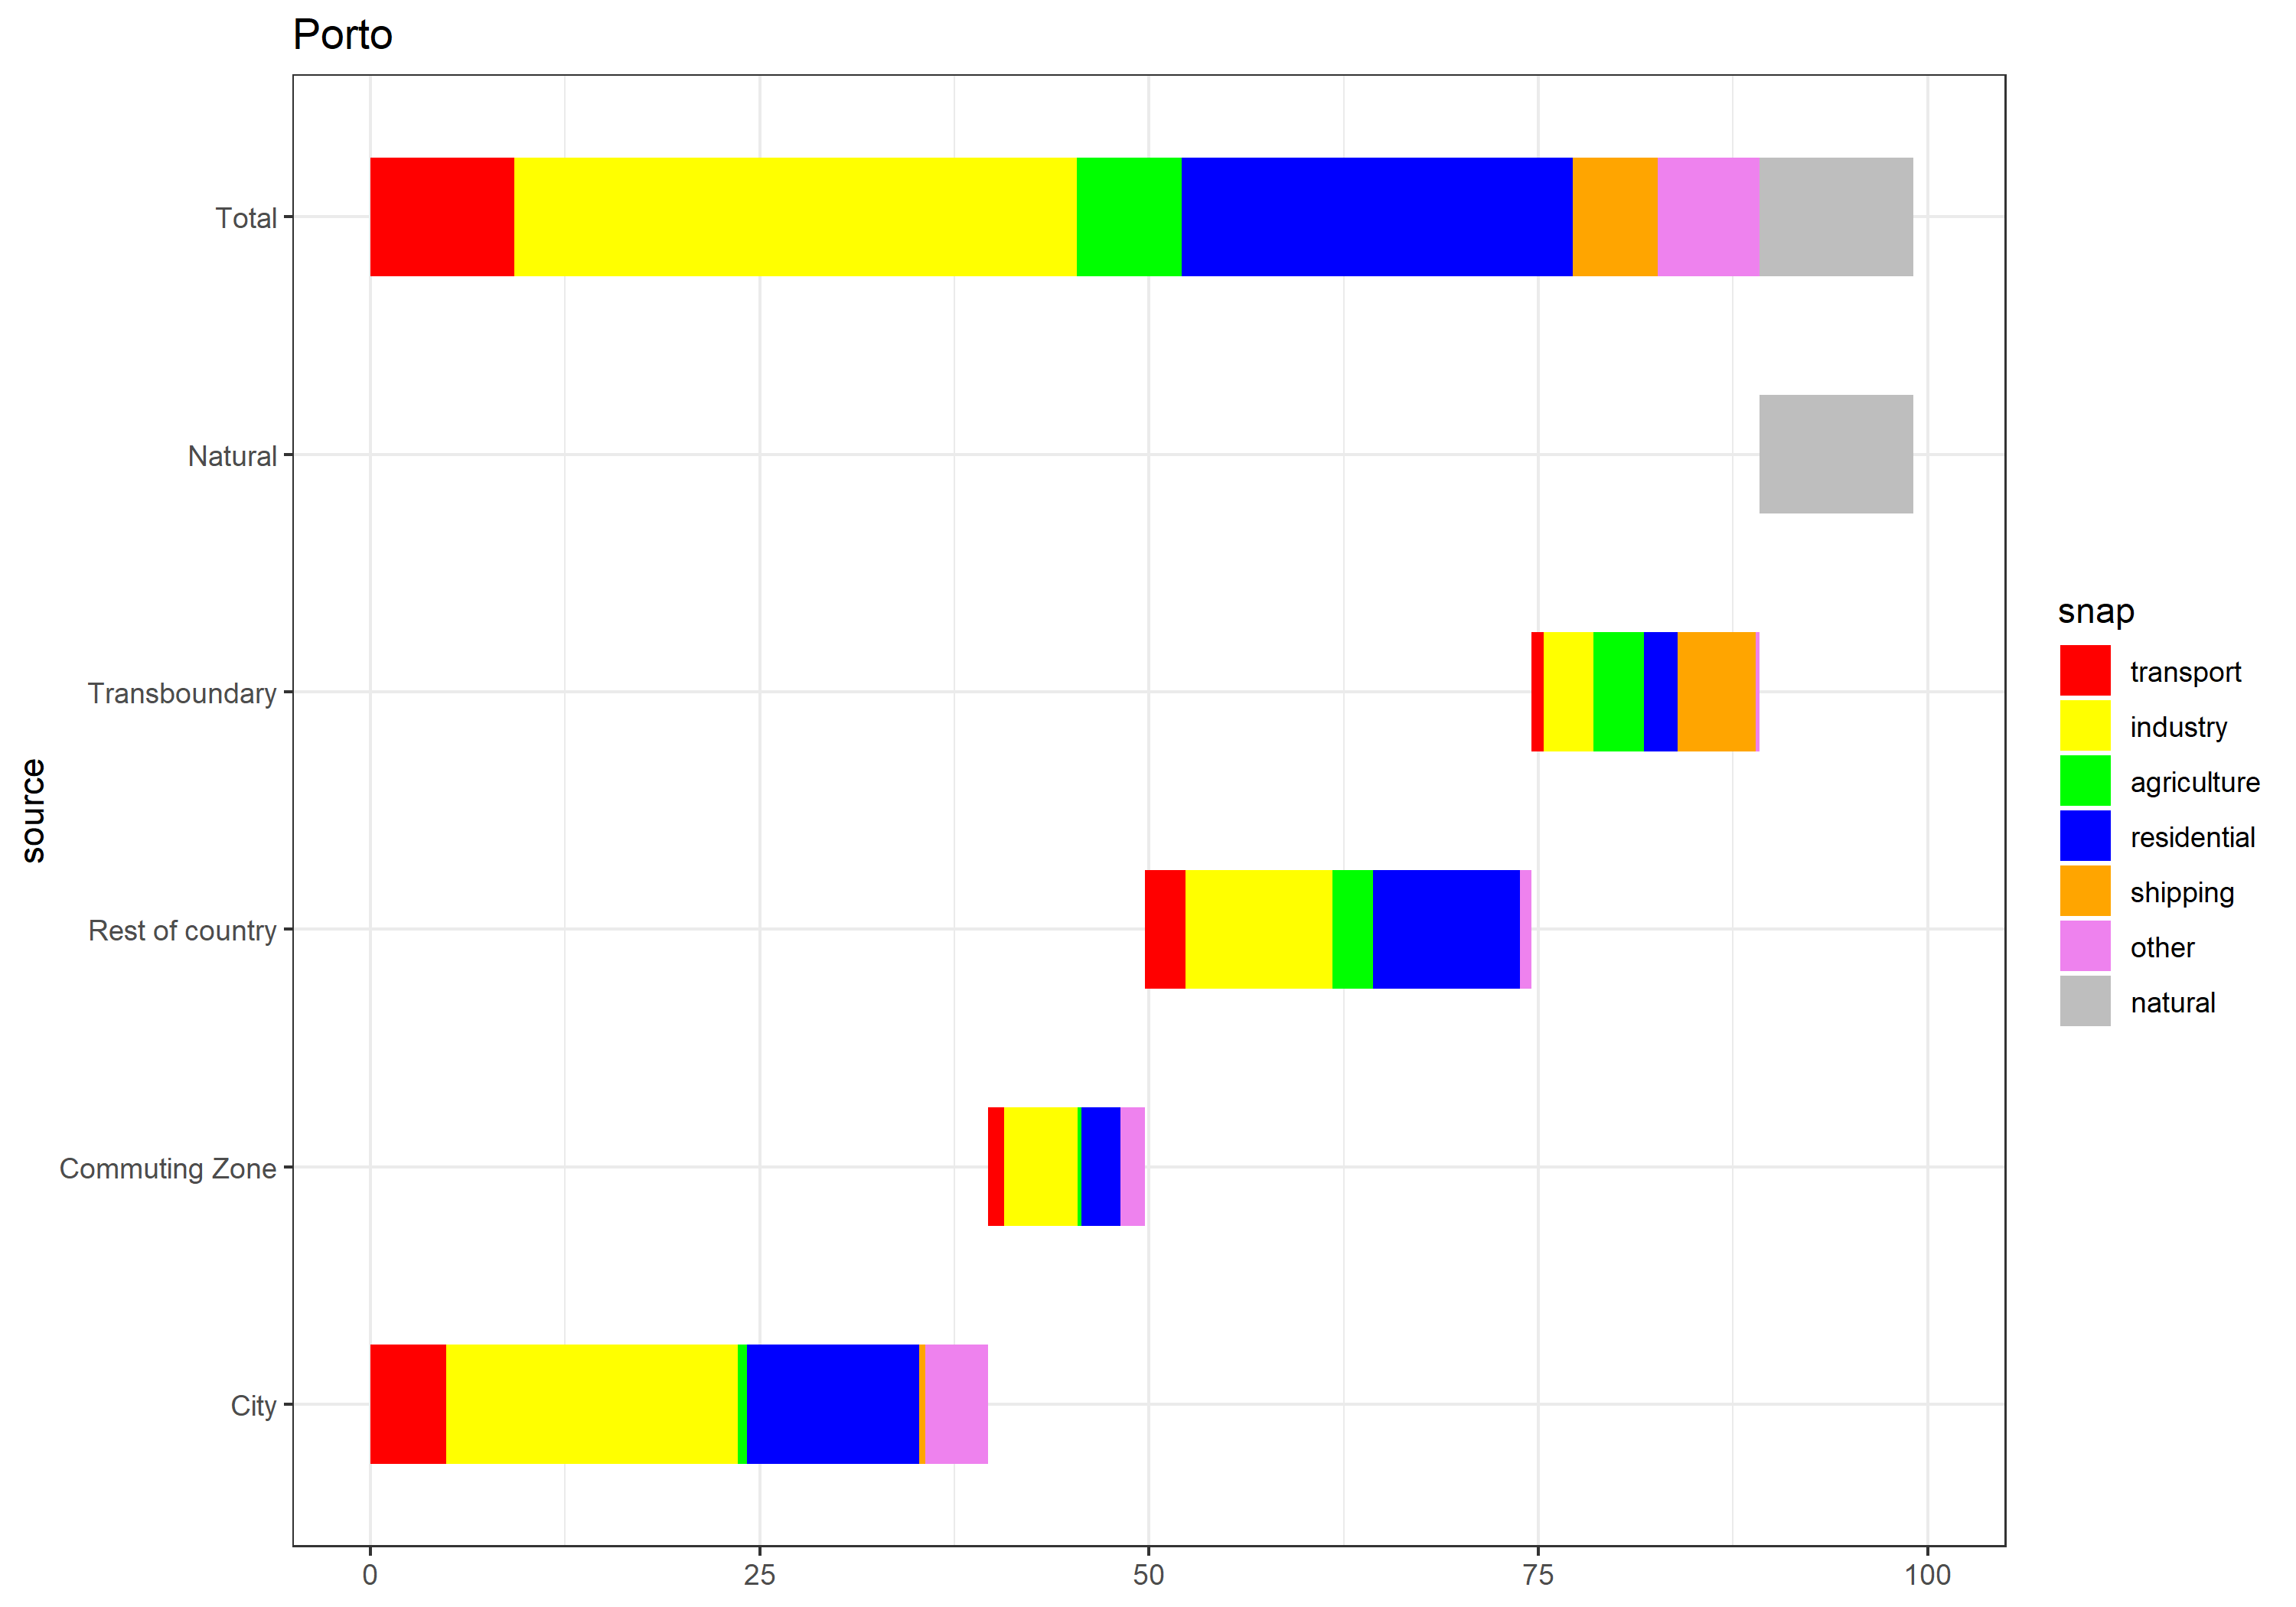 Porto
source
Total
Natural
Transboundary
Rest of country
Commuting Zone
City
0 25 50 75 100
snap
transport
industry
agriculture
residential
shipping
other
natural